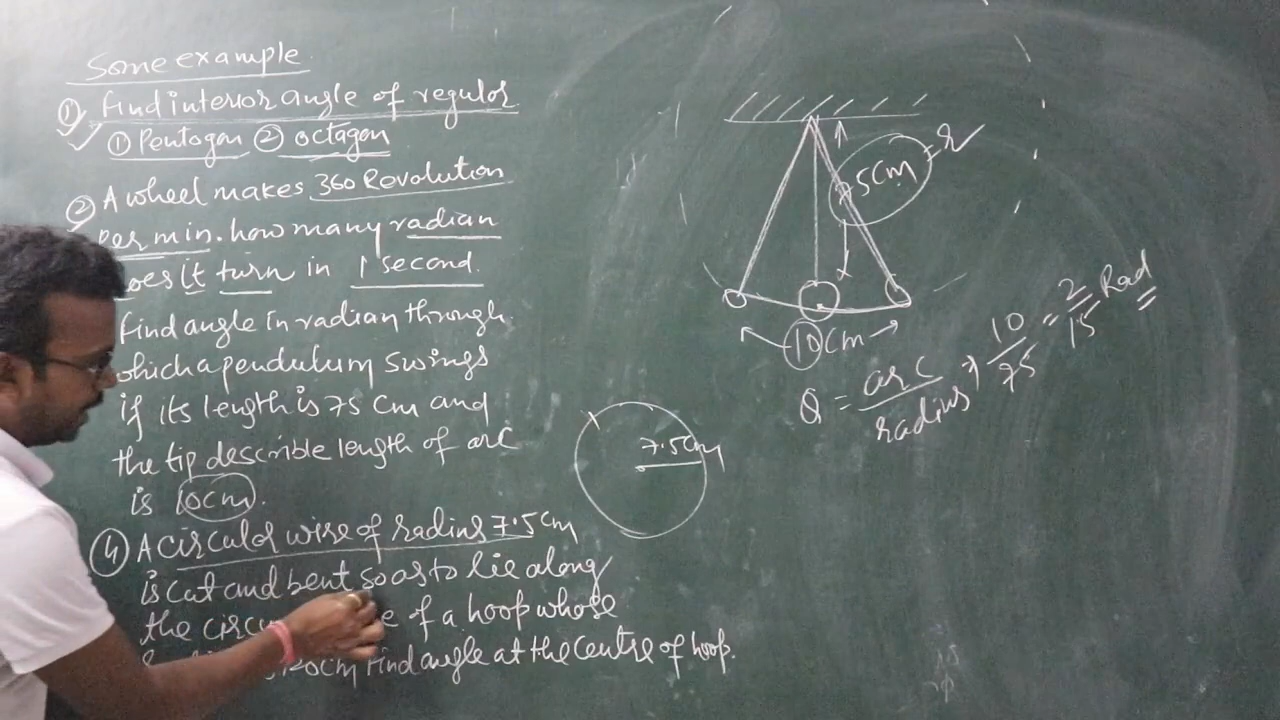 Some example
① find interior angle of regular
① Pentagon ② octagon
② A wheel makes 360 Revolution
Per min. how many radian
does it turn in 1 second.
find angle in radian through
which a pendulum swings
if its length is 75 Cm and
the tip describle length of arc
is 10cm.
④ A circular wire of radius 7.5cm
is cut and bent so as to lie along
the of a hoop whose
120cm find angle at the centre of hoop.
75cm = r
10 Cm
θ = arc / radius ⇒ 10 / 75 = 2 / 15 Rad
7.5cm